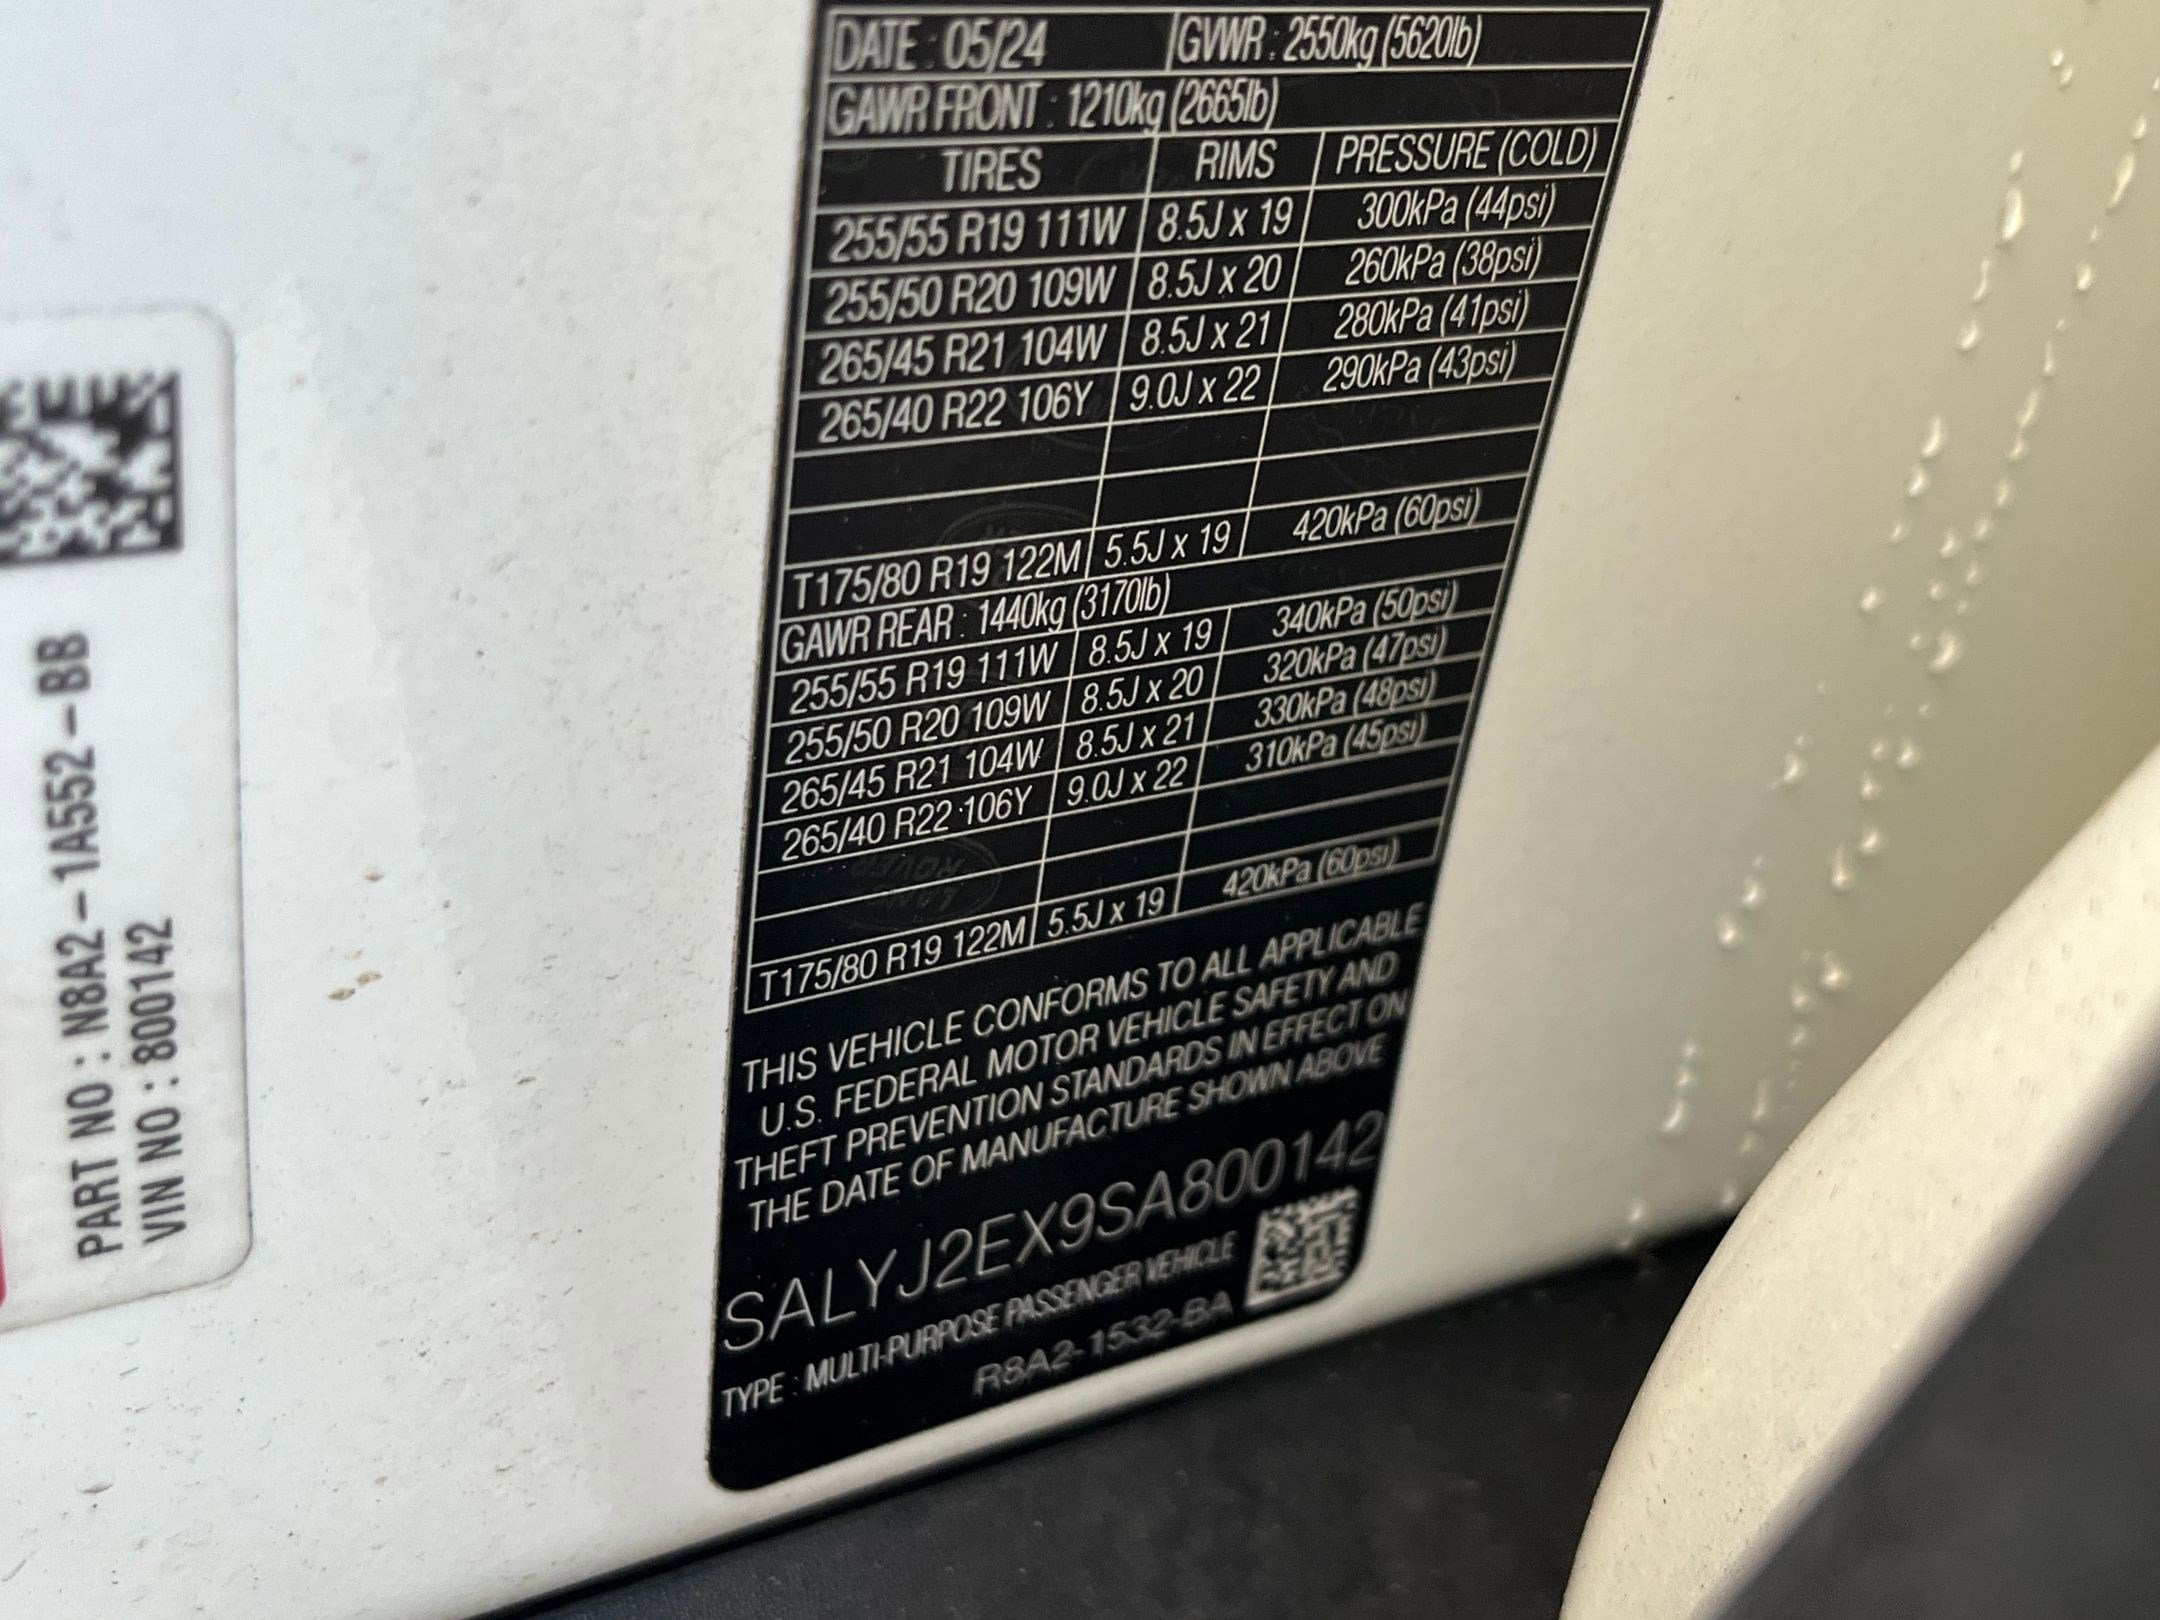 DATE : 05/24 GVWR : 2550kg (5620lb)
GAWR FRONT : 1210kg (2665lb)
TIRES RIMS PRESSURE (COLD)
255/55 R19 111W 8.5J x 19 300kPa (44psi)
255/50 R20 109W 8.5J x 20 260kPa (38psi)
265/45 R21 104W 8.5J x 21 280kPa (41psi)
265/40 R22 106Y 9.0J x 22 290kPa (43psi)
T175/80 R19 122M 5.5J x 19 420kPa (60psi)
GAWR REAR : 1440kg (3170lb)
255/55 R19 111W 8.5J x 19 340kPa (50psi)
255/50 R20 109W 8.5J x 20 320kPa (47psi)
265/45 R21 104W 8.5J x 21 330kPa (48psi)
265/40 R22 106Y 9.0J x 22 310kPa (45psi)
LAND
ROVER
T175/80 R19 122M 5.5J x 19 420kPa (60psi)
THIS VEHICLE CONFORMS TO ALL APPLICABLE
U.S. FEDERAL MOTOR VEHICLE SAFETY AND
THEFT PREVENTION STANDARDS IN EFFECT ON
THE DATE OF MANUFACTURE SHOWN ABOVE
SALYJ2EX9SA800142
TYPE : MULTI-PURPOSE PASSENGER VEHICLE
R8A2-1532-BA
PART NO : N8A2-1A552-BB
VIN NO : 800142